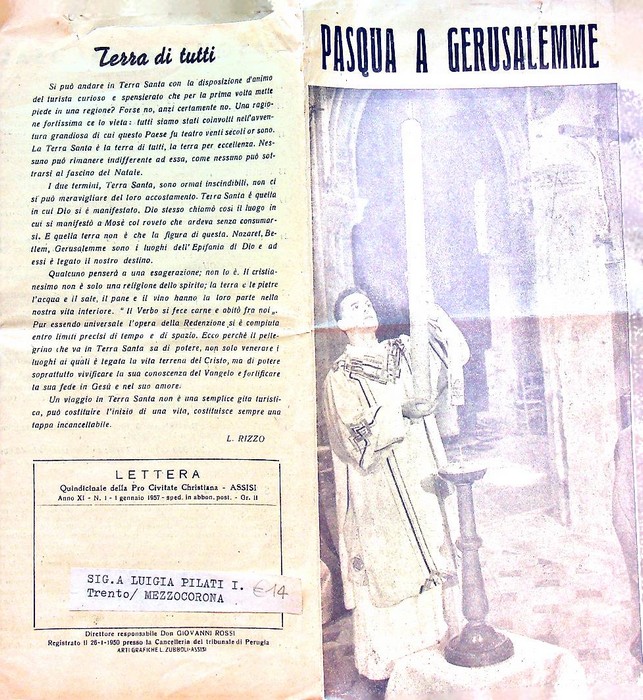 Terra di tutti
Si può andare in Terra Santa con la disposizione d'animo
del turista curioso e spensierato che per la prima volta mette
piede in una regione? Forse no, anzi certamente no. Una ragio-
ne fortissima ce lo vieta: tutti siamo stati coinvolti nell'avven-
tura grandiosa di cui questo Paese fu teatro venti secoli or sono.
La Terra Santa è la terra di tutti, la terra per eccellenza. Nes-
suno può rimanere indifferente ad essa, come nessuno può sot-
trarsi al fascino del Natale.
I due termini, Terra Santa, sono ormai inscindibili, non ci
si può meravigliare del loro accostamento. Terra Santa è quella
in cui Dio si è manifestato. Dio stesso chiamò così il luogo in
cui si manifestò a Mosè col roveto che ardeva senza consumar-
si. E quella terra non è che la figura di questa. Nazaret, Be-
tlem, Gerusalemme sono i luoghi dell'Epifania di Dio e ad
essi è legato il nostro destino.
Qualcuno penserà a una esagerazione; non lo è. Il cristia-
nesimo non è solo una religione dello spirito; la terra e le pietre
l'acqua e il sale, il pane e il vino hanno la loro parte nella
nostra vita interiore. "Il Verbo si fece carne e abitò fra noi„.
Pur essendo universale l'opera della Redenzione si è compiuta
entro limiti precisi di tempo e di spazio. Ecco perchè il pelle-
grino che va in Terra Santa sa di potere, non solo venerare i
luoghi ai quali è legata la vita terrena del Cristo, ma di potere
soprattutto vivificare la sua conoscenza del Vangelo e fortificare
la sua fede in Gesù e nel suo amore.
Un viaggio in Terra Santa non è una semplice gita turisti-
ca, può costituire l'inizio di una vita, costituisce sempre una
tappa incancellabile.
L. RIZZO
LETTERA
Quindicinale della Pro Civitate Christiana - ASSISI
Anno XI - N. 1 - 1 gennaio 1957 - sped. in abbon. post. - Gr. II
SIG.A LUIGIA PILATI I.
Trento/ MEZZOCORONA
€ 14
Direttore responsabile Don GIOVANNI ROSSI
Registrato il 26-1-1950 presso la Cancelleria del tribunale di Perugia
ARTI GRAFICHE L. ZUBBOLI-ASSISI
PASQUA A GERUSALEMME